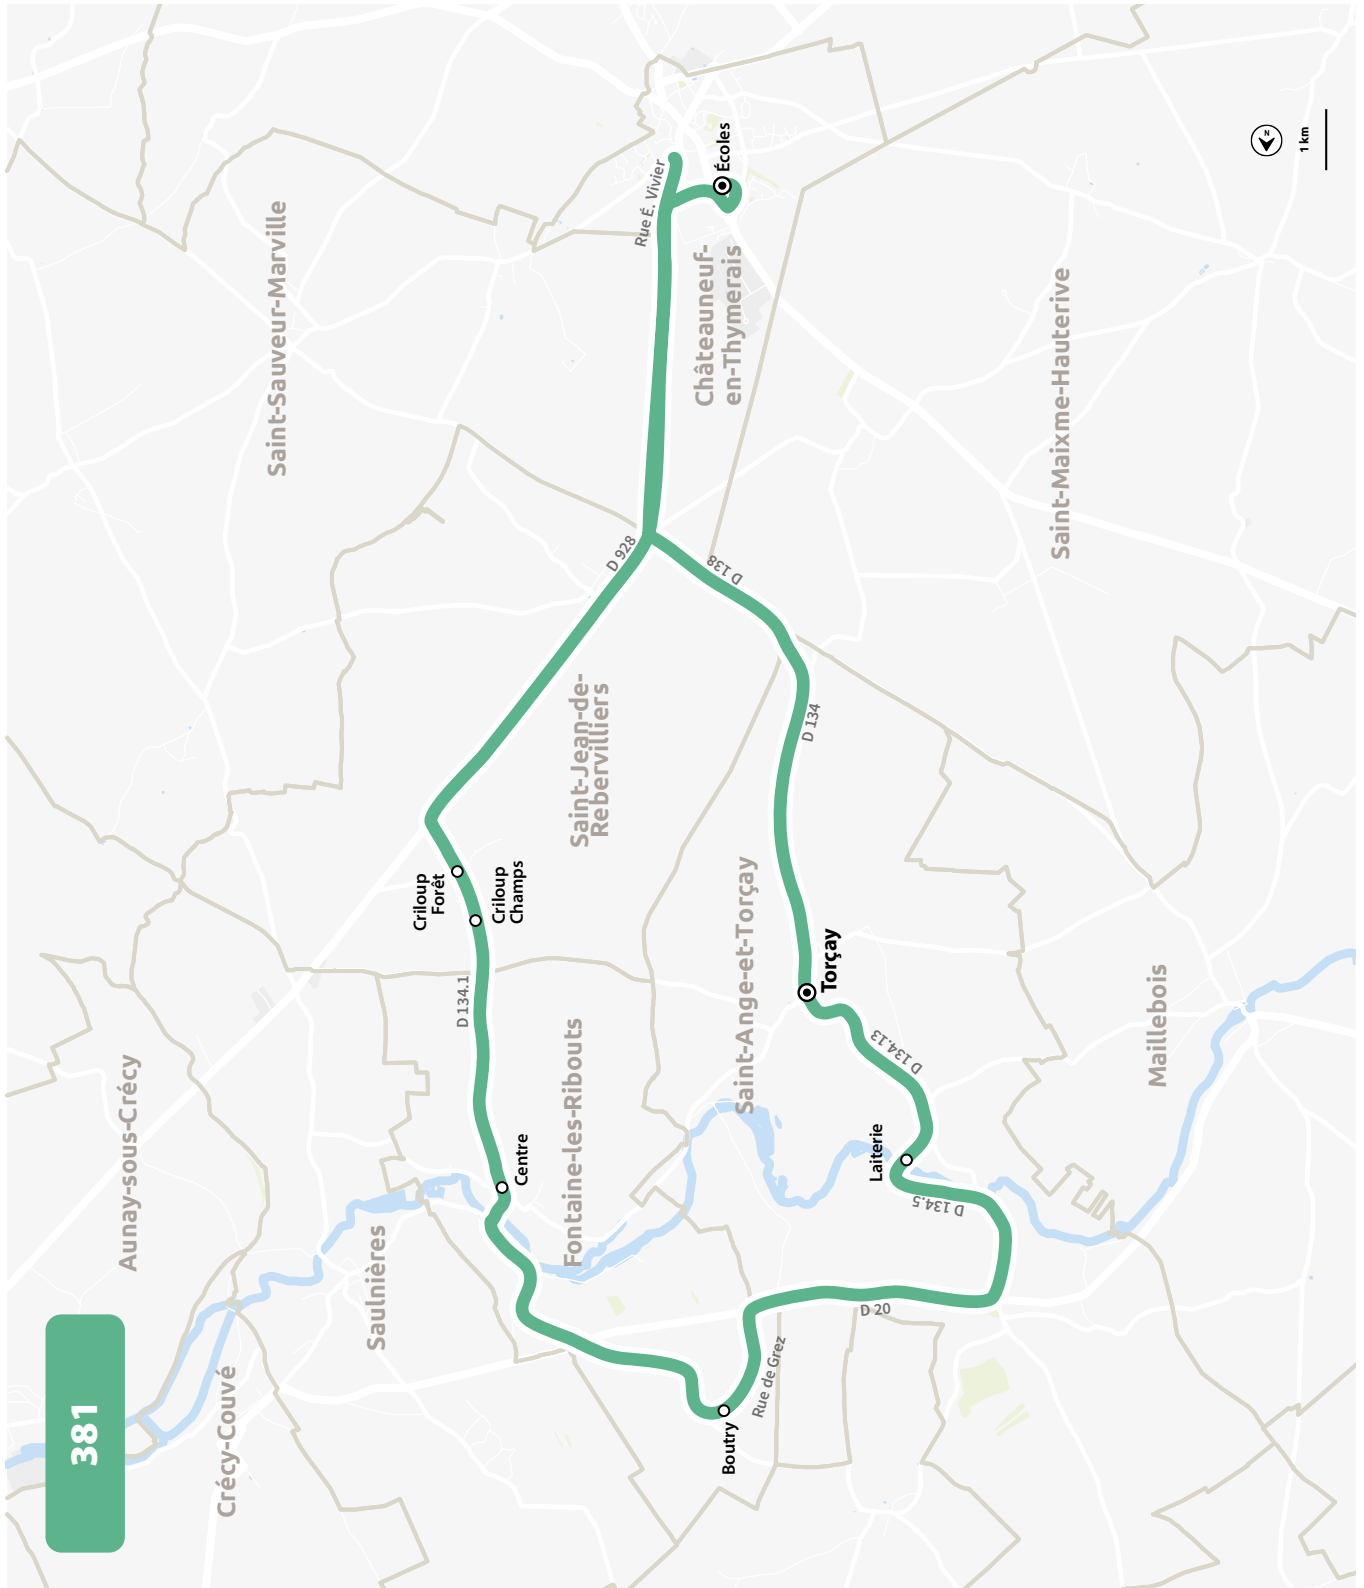 381
Crécy-Couvé
Aunay-sous-Crécy
Saulnières
Saint-Sauveur-Marville
Rue É. Vivier
Écoles
Châteauneuf-
en-Thymerais
Saint-Maixme-Hauterive
N
1 km
D 928
D 138
D 134
Saint-Jean-de-
Rebervilliers
Criloup
Forêt
Criloup
Champs
D 134.1
Centre
Fontaine-les-Ribouts
Saint-Ange-et-Torçay
Torçay
D 134.13
Laiterie
D 134.5
Maillebois
D 20
Rue de Grez
Boutry